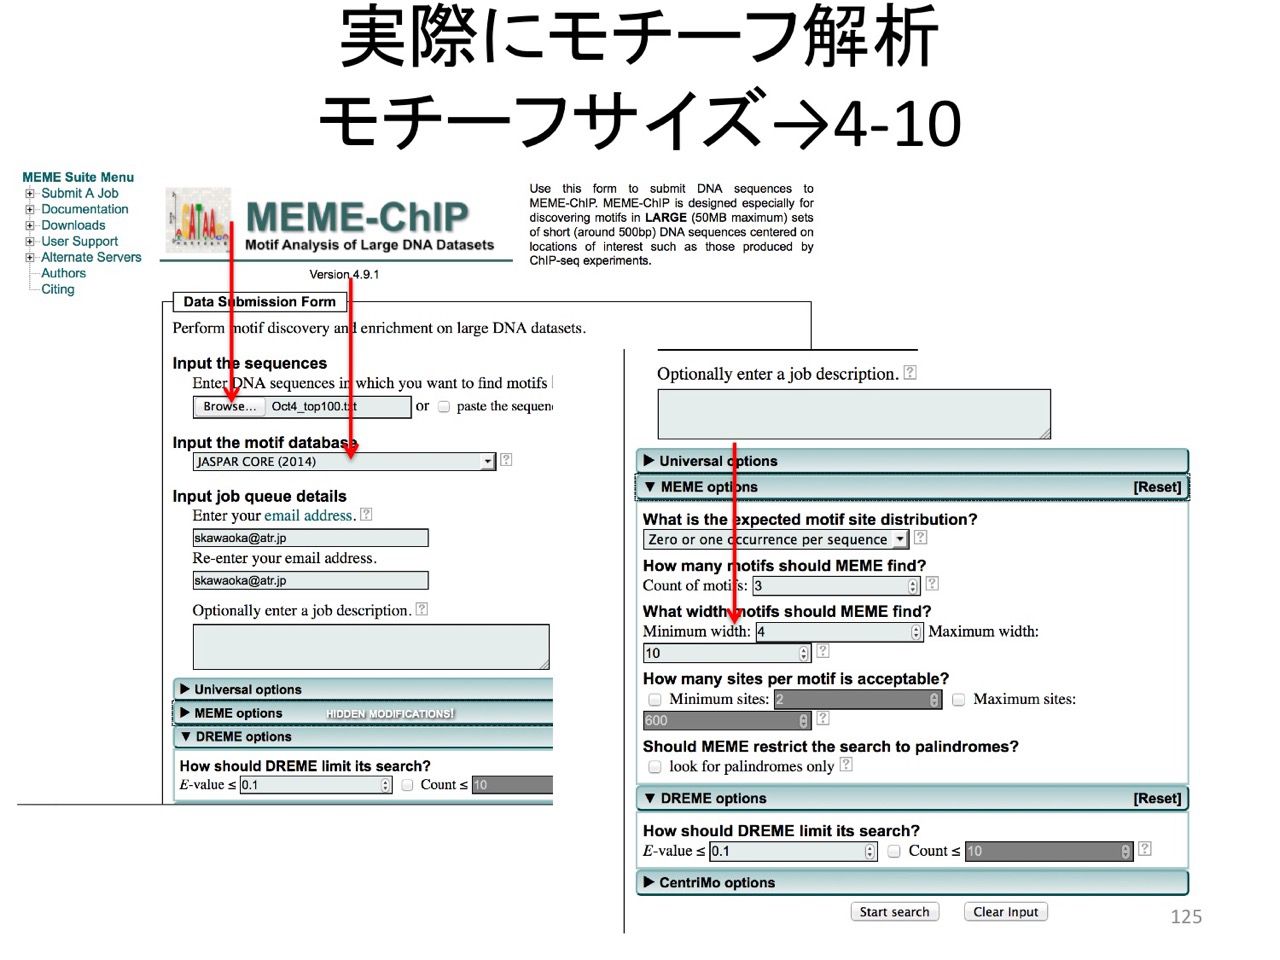 実際にモチーフ解析
モチーフサイズ→4-10
MEME Suite Menu
Submit A Job
Documentation
Downloads
User Support
Alternate Servers
Authors
Citing
MEME-ChIP
Motif Analysis of Large DNA Datasets
Version 4.9.1
Use this form to submit DNA sequences to
MEME-ChIP. MEME-ChIP is designed especially for
discovering motifs in LARGE (50MB maximum) sets
of short (around 500bp) DNA sequences centered on
locations of interest such as those produced by
ChIP-seq experiments.
Data Submission Form
Perform motif discovery and enrichment on large DNA datasets.
Input the sequences
Enter DNA sequences in which you want to find motifs
Browse... Oct4_top100.txt or paste the sequen
Input the motif database
JASPAR CORE (2014) ?
Input job queue details
Enter your email address. ?
skawaoka@atr.jp
Re-enter your email address.
skawaoka@atr.jp
Optionally enter a job description. ?
▶ Universal options
▶ MEME options HIDDEN MODIFICATIONS!
▼ DREME options
How should DREME limit its search?
E-value ≤ 0.1 Count ≤ 10
Optionally enter a job description. ?
▶ Universal options
▼ MEME options [Reset]
What is the expected motif site distribution?
Zero or one occurrence per sequence ?
How many motifs should MEME find?
Count of motifs: 3 ?
What width motifs should MEME find?
Minimum width: 4 Maximum width:
10 ?
How many sites per motif is acceptable?
Minimum sites: 2 Maximum sites:
600 ?
Should MEME restrict the search to palindromes?
look for palindromes only ?
▼ DREME options [Reset]
How should DREME limit its search?
E-value ≤ 0.1 Count ≤ 10 ?
▶ CentriMo options
Start search Clear Input
125